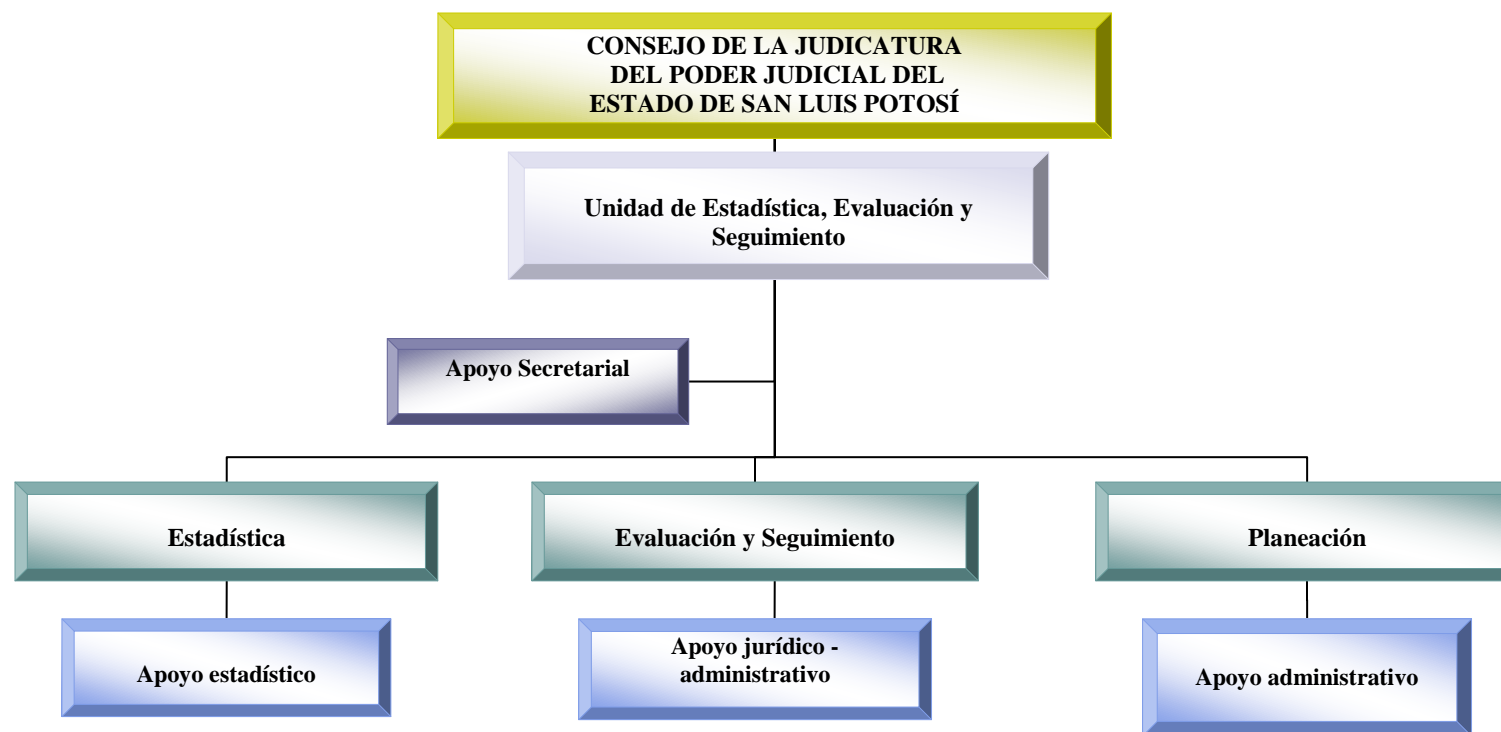 CONSEJO DE LA JUDICATURA
DEL PODER JUDICIAL DEL
ESTADO DE SAN LUIS POTOSÍ
Unidad de Estadística, Evaluación y
Seguimiento
Apoyo Secretarial
Estadística
Evaluación y Seguimiento
Planeación
Apoyo estadístico
Apoyo jurídico -
administrativo
Apoyo administrativo